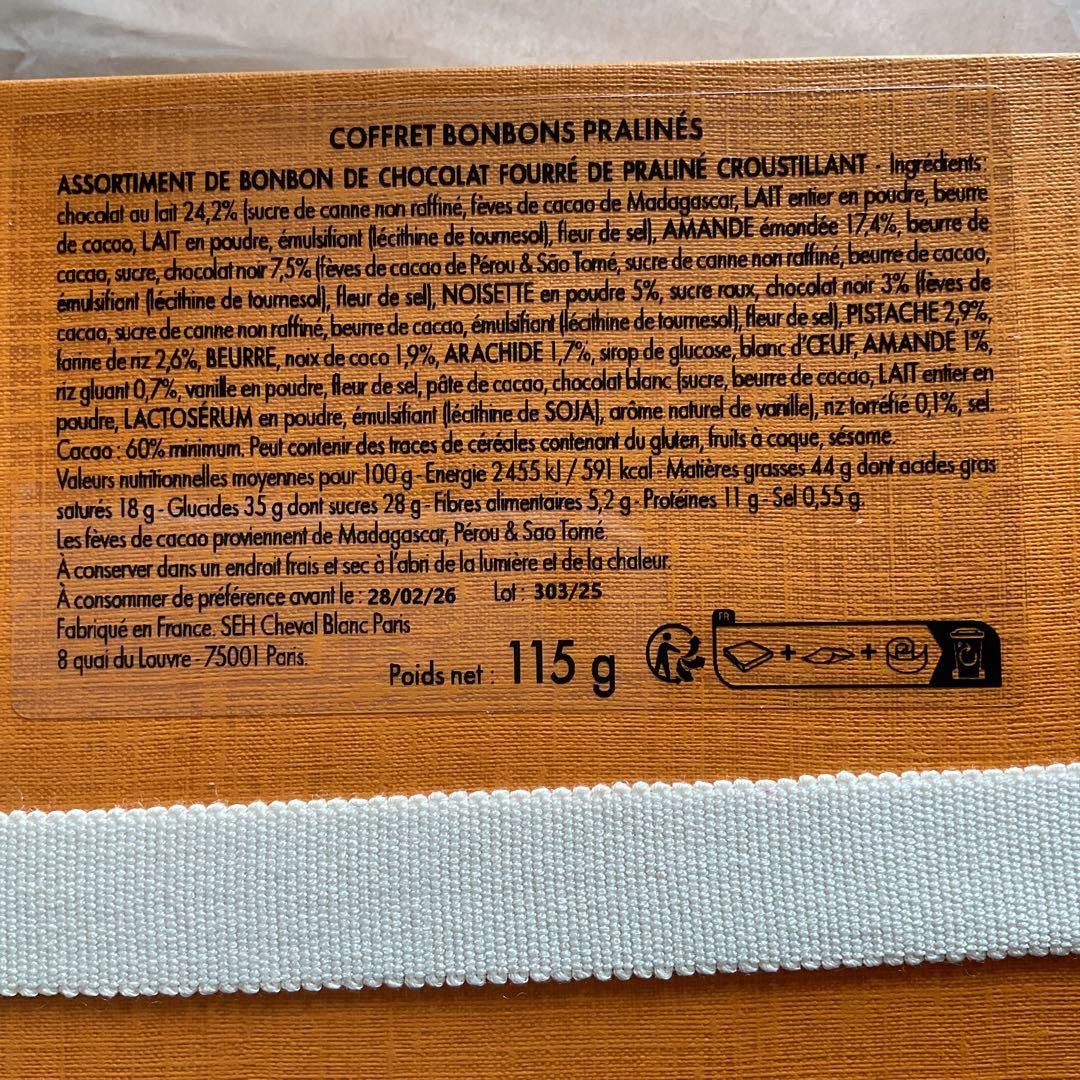 COFFRET BONBONS PRALINÉS
ASSORTIMENT DE BONBON DE CHOCOLAT FOURRÉ DE PRALINÉ CROUSTILLANT - Ingrédients:
chocolat au lait 24,2% (sucre de canne non raffiné, fèves de cacao de Madagascar, LAIT entier en poudre, beurre
de cacao, LAIT en poudre, émulsifiant (lécithine de tournesol), fleur de sel), AMANDE émondée 17,4%, beurre de
cacao, sucre, chocolat noir 7,5% (fèves de cacao de Pérou & São Tomé, sucre de canne non raffiné, beurre de cacao,
émulsifiant (lécithine de tournesol), fleur de sel), NOISETTE en poudre 5%, sucre roux, chocolat noir 3% (fèves de
cacao, sucre de canne non raffiné, beurre de cacao, émulsifiant (lécithine de tournesol), fleur de sel), PISTACHE 2,9%,
farine de riz 2,6%, BEURRE, noix de coco 1,9%, ARACHIDE 1,7%, sirop de glucose, blanc d'ŒUF, AMANDE 1%,
riz gluant 0,7%, vanille en poudre, fleur de sel, pâte de cacao, chocolat blanc (sucre, beurre de cacao, LAIT entier en
poudre, LACTOSÉRUM en poudre, émulsifiant (lécithine de SOJA), arôme naturel de vanille), riz torréfié 0,1%, sel.
Cacao : 60% minimum. Peut contenir des traces de céréales contenant du gluten, fruits à coque, sésame.
Valeurs nutritionnelles moyennes pour 100 g - Energie 2455 kJ / 591 kcal - Matières grasses 44 g dont acides gras
saturés 18 g - Glucides 35 g dont sucres 28 g - Fibres alimentaires 5,2 g - Protéines 11 g - Sel 0,55 g.
Les fèves de cacao proviennent de Madagascar, Pérou & Sao Tomé.
À conserver dans un endroit frais et sec à l'abri de la lumière et de la chaleur.
À consommer de préférence avant le : 28/02/26 Lot : 303/25
Fabriqué en France. SEH Cheval Blanc Paris
8 quai du Louvre - 75001 Paris.
Poids net : 115 g
FR